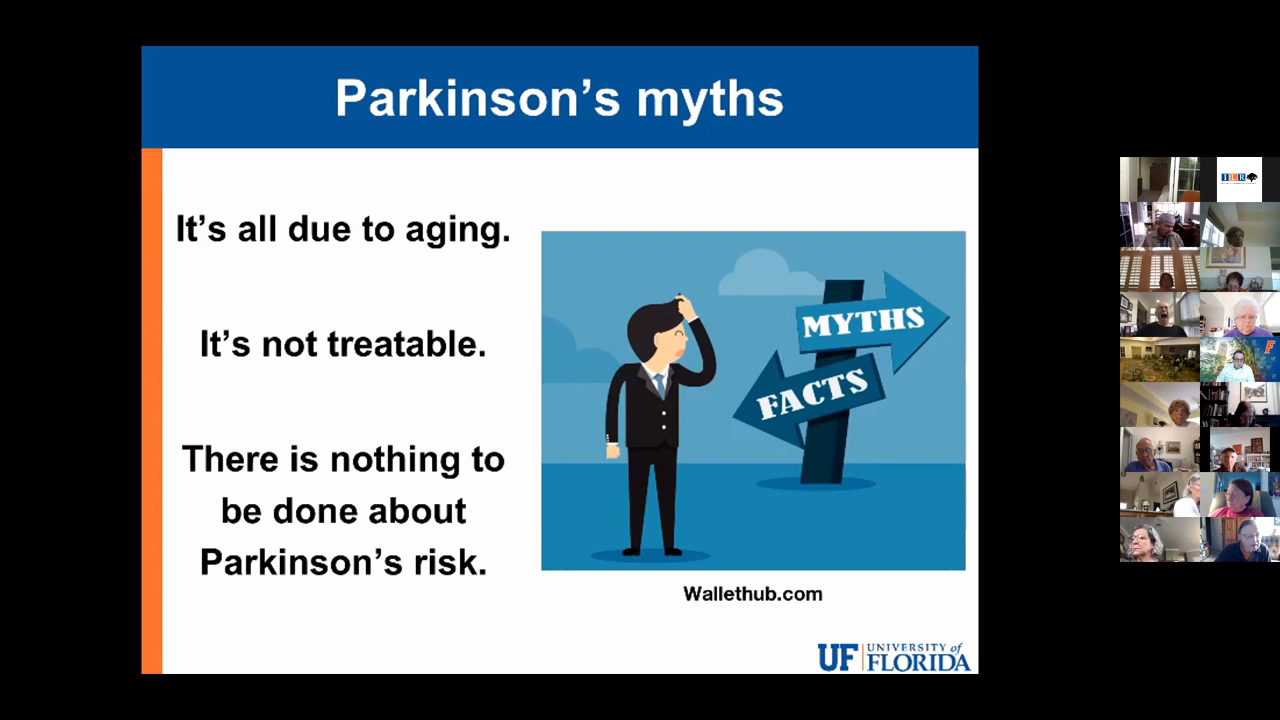 Parkinson's myths
It's all due to aging.
It's not treatable.
There is nothing to
be done about
Parkinson's risk.
MYTHS
FACTS
Wallethub.com
UF UNIVERSITY of
FLORIDA
ILR